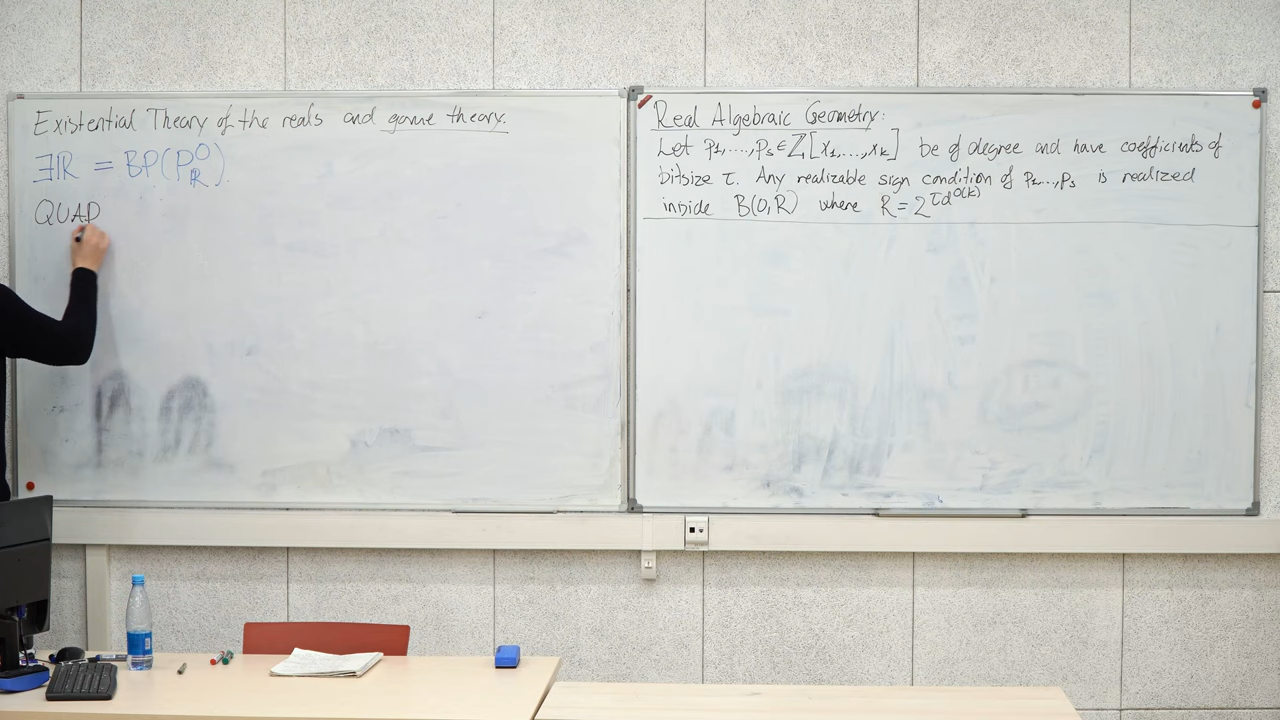 Existential Theory of the reals and game theory.
∃ℝ = BP(P⁰_ℝ).
QUAD
Real Algebraic Geometry:
Let p₁,...,pₛ ∈ ℤ[x₁,...,xₖ] be of degree and have coefficients of
bitsize τ. Any realizable sign condition of p₁,...,pₛ is realized
inside B(0,R) where R = 2^{τd^{O(k)}}